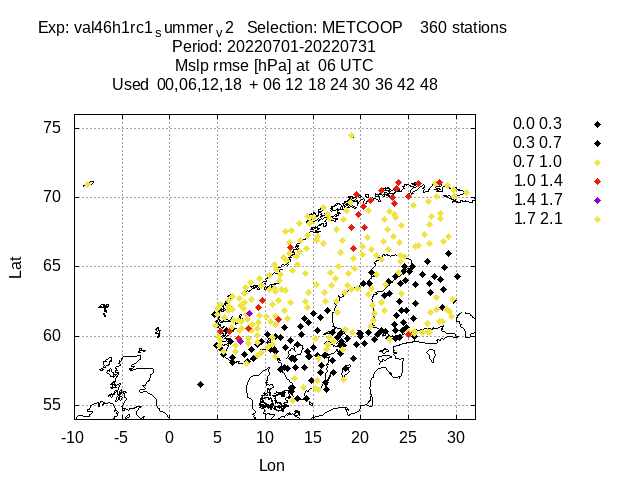 Exp: val46h1rc1summerv2 Selection: METCOOP 360 stations
Period: 20220701-20220731
Mslp rmse [hPa] at 06 UTC
Used 00,06,12,18 + 06 12 18 24 30 36 42 48
0.0 0.3
0.3 0.7
0.7 1.0
1.0 1.4
1.4 1.7
1.7 2.1
75
70
65
60
55
Lat
-10 -5 0 5 10 15 20 25 30
Lon